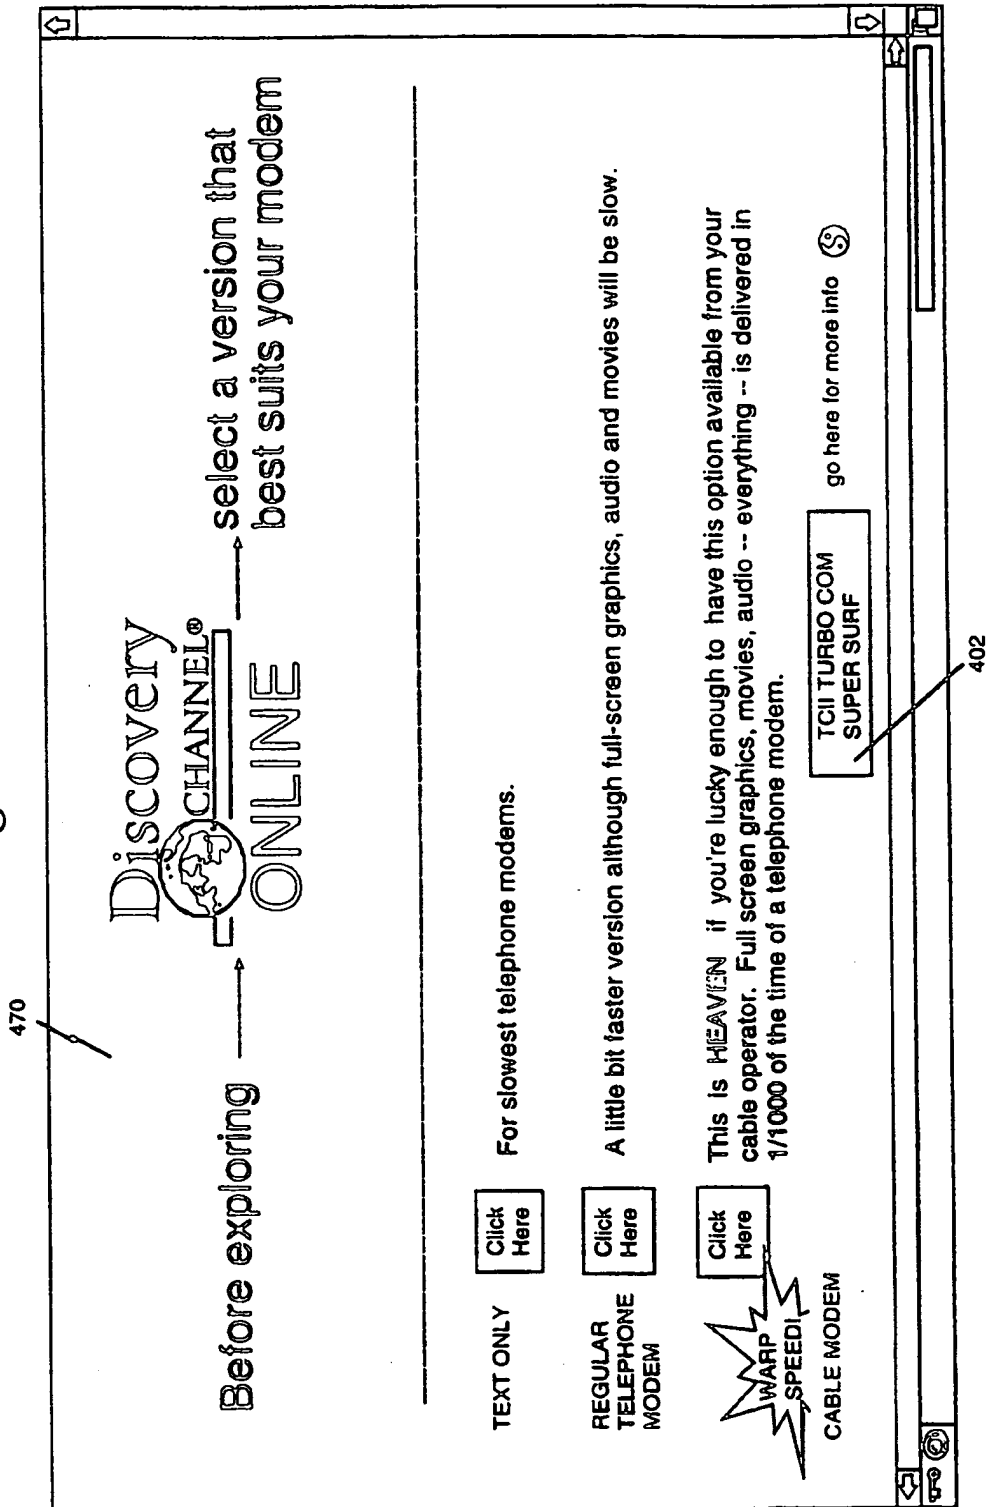 470
Before exploring
Discovery
CHANNEL®
ONLINE
select a version that
best suits your modem
TEXT ONLY
Click
Here
For slowest telephone modems.
REGULAR
TELEPHONE
MODEM
Click
Here
A little bit faster version although full-screen graphics, audio and movies will be slow.
WARP
SPEED!
CABLE MODEM
Click
Here
This is HEAVEN if you're lucky enough to have this option available from your
cable operator. Full screen graphics, movies, audio -- everything -- is delivered in
1/1000 of the time of a telephone modem.
TCII TURBO COM
SUPER SURF
go here for more info
402